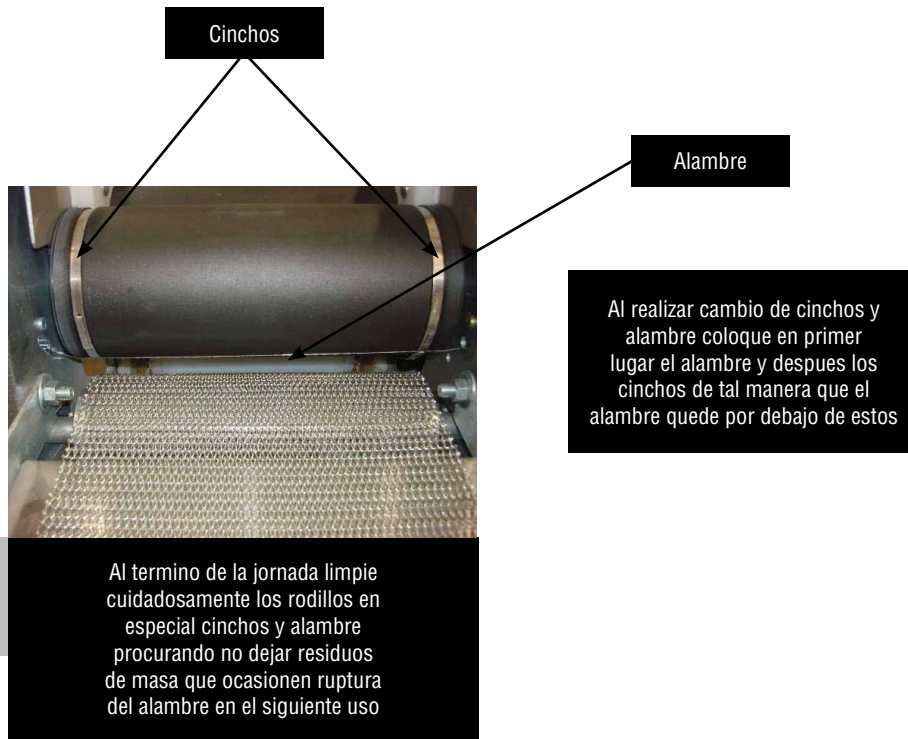 Cinchos
Alambre
Al realizar cambio de cinchos y
alambre coloque en primer
lugar el alambre y despues los
cinchos de tal manera que el
alambre quede por debajo de estos
Al termino de la jornada limpie
cuidadosamente los rodillos en
especial cinchos y alambre
procurando no dejar residuos
de masa que ocasionen ruptura
del alambre en el siguiente uso